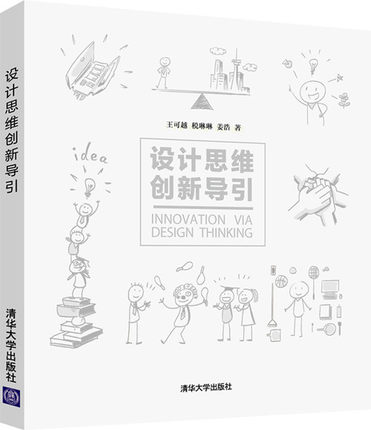 设计思维创新导引
清华大学出版社
idea
王可越 税琳琳 姜浩 著
设计思维
创新导引
INNOVATION VIA
DESIGN THINKING
清华大学出版社